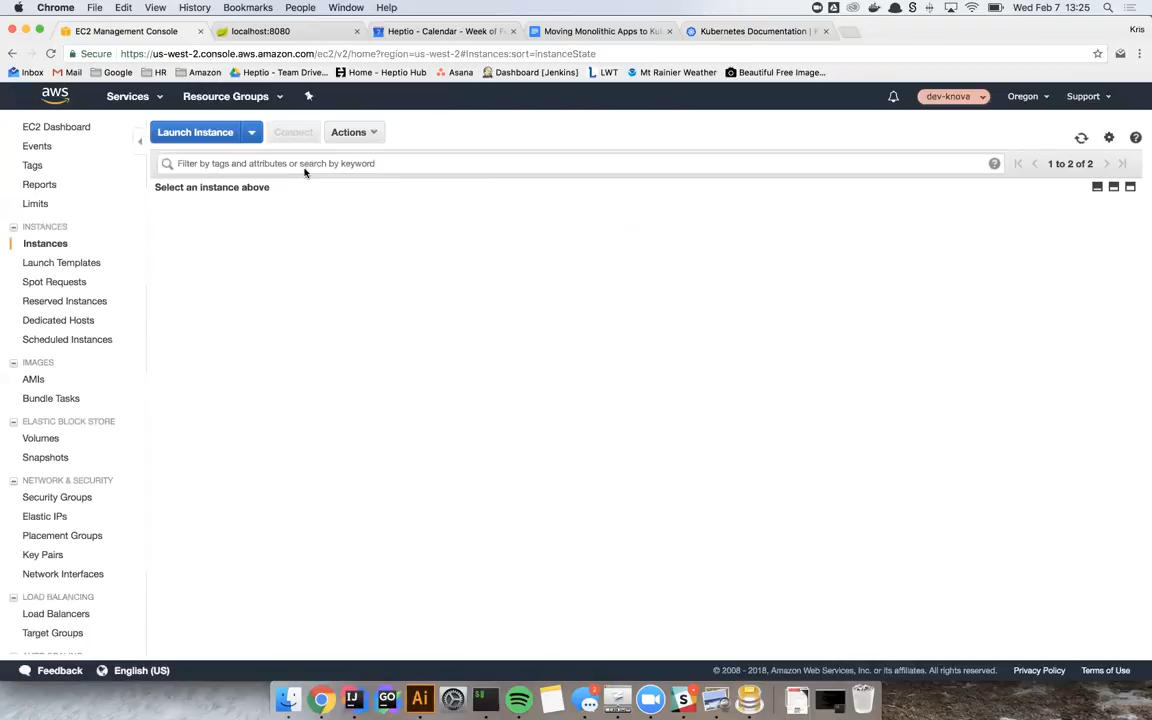 Chrome File Edit View History Bookmarks People Window Help Wed Feb 7 13:25
EC2 Management Console localhost:8080 Heptio - Calendar - Week of F Moving Monolithic Apps to Ku Kubernetes Documentation | K Kris
Secure https://us-west-2.console.aws.amazon.com/ec2/v2/home?region=us-west-2#Instances:sort=instanceState
Inbox Mail Google HR Amazon Heptio - Team Drive... Home - Heptio Hub Asana Dashboard [Jenkins] LWT Mt Rainier Weather Beautiful Free Image...
aws Services Resource Groups dev-knova Oregon Support
EC2 Dashboard
Events
Tags
Reports
Limits
INSTANCES
Instances
Launch Templates
Spot Requests
Reserved Instances
Dedicated Hosts
Scheduled Instances
IMAGES
AMIs
Bundle Tasks
ELASTIC BLOCK STORE
Volumes
Snapshots
NETWORK & SECURITY
Security Groups
Elastic IPs
Placement Groups
Key Pairs
Network Interfaces
LOAD BALANCING
Load Balancers
Target Groups
Launch Instance Connect Actions
Filter by tags and attributes or search by keyword 1 to 2 of 2
Select an instance above
Feedback English (US) © 2008 - 2018, Amazon Web Services, Inc. or its affiliates. All rights reserved. Privacy Policy Terms of Use